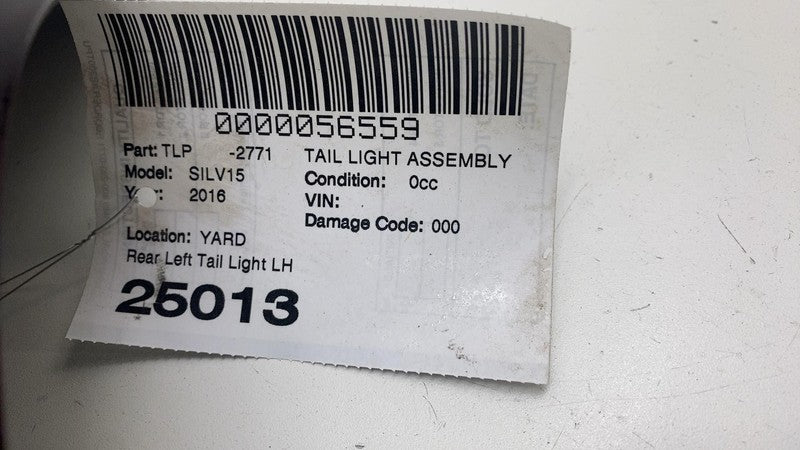 0000056559
Part: TLP -2771 TAIL LIGHT ASSEMBLY
Model: SILV15 Condition: 0cc
Year: 2016 VIN:
Damage Code: 000
Location: YARD
Rear Left Tail Light LH
25013